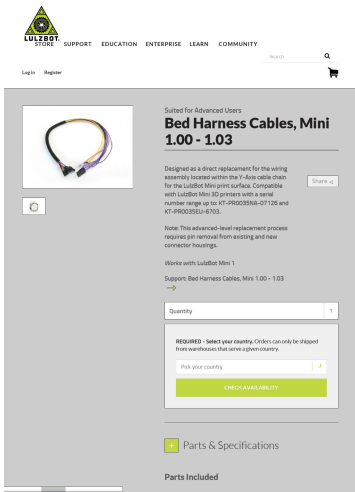 LULZBOT
STORE SUPPORT EDUCATION ENTERPRISE LEARN COMMUNITY
Search
Log in Register
Suited for Advanced Users
Bed Harness Cables, Mini
1.00 - 1.03
Designed as a direct replacement for the wiring
assembly located within the Y-Axis cable chain
for the LulzBot Mini print surface. Compatible
with LulzBot Mini 3D printers with a serial
number range up to: KT-PR0035NA-07126 and
KT-PR0035EU-6703.
Share
Note: This advanced-level replacement process
requires pin removal from existing and new
connector housings.
Works with: LulzBot Mini 1
Support: Bed Harness Cables, Mini 1.00 - 1.03
Quantity 1
REQUIRED - Select your country. Orders can only be shipped
from warehouses that serve a given country.
Pick your country
CHECK AVAILABILITY
+ Parts & Specifications
Parts Included